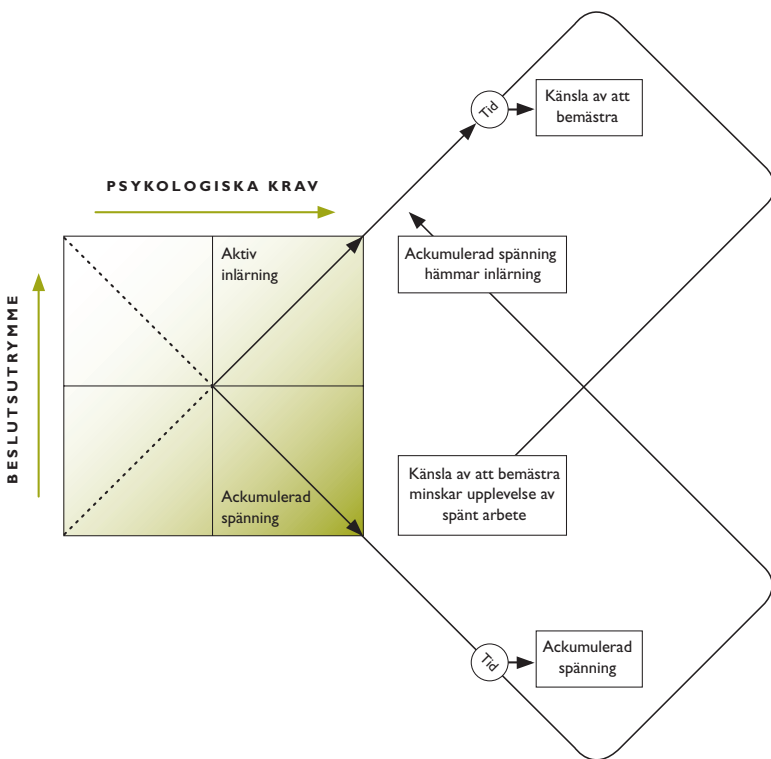 Tid
Känsla av att
bemästra
PSYKOLOGISKA KRAV
BESLUTSUTRYMME
Aktiv
inlärning
Ackumulerad spänning
hämmar inlärning
Känsla av att bemästra
minskar upplevelse av
spänt arbete
Ackumulerad
spänning
Tid
Ackumulerad
spänning